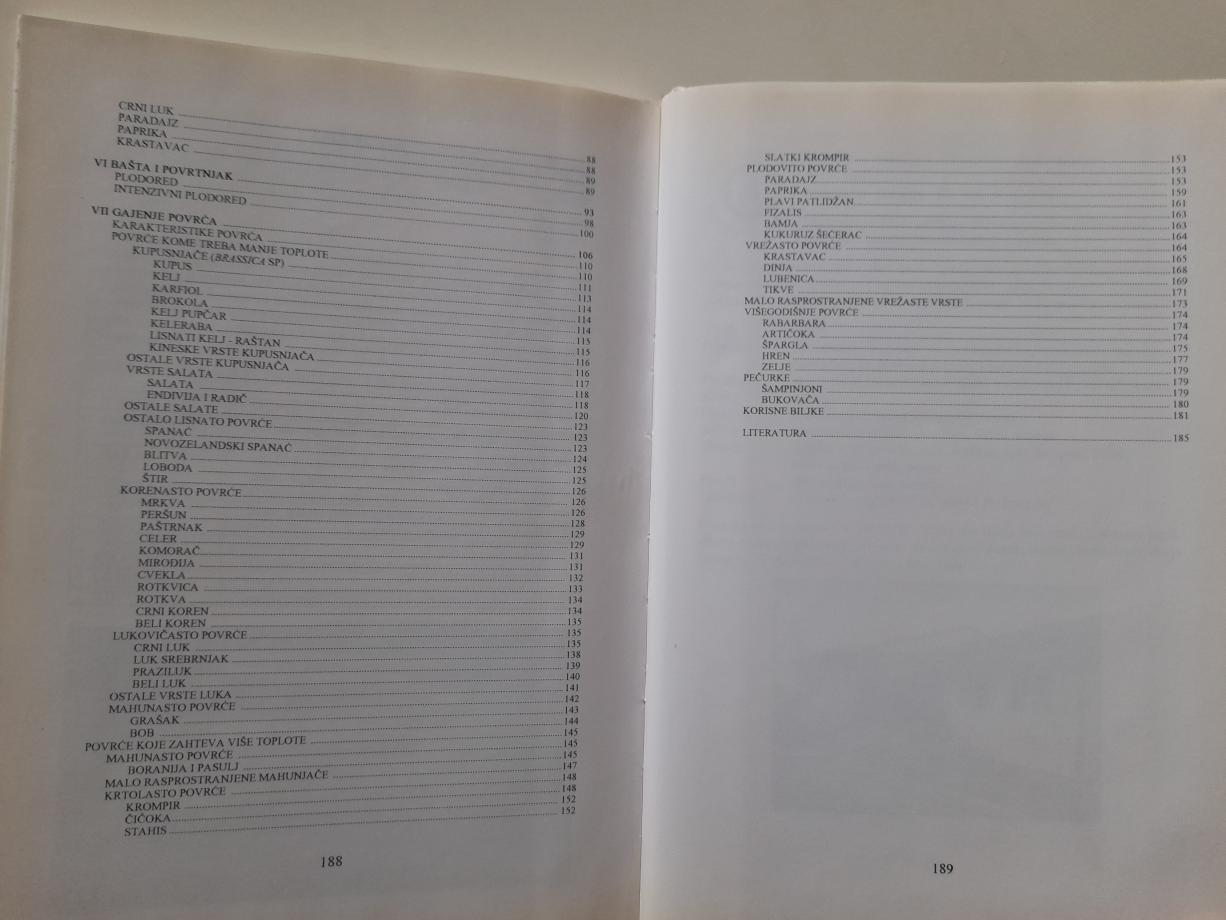 CRNI LUK ..... 88
PARADAJZ ..... 88
PAPRIKA ..... 89
KRASTAVAC ..... 89
VI BAŠTA I POVRTNJAK ..... 93
PLODORED ..... 98
INTENZIVNI PLODORED ..... 100
VII GAJENJE POVRĆA ..... 106
KARAKTERISTIKE POVRĆA ..... 110
POVRĆE KOME TREBA MANJE TOPLOTE ..... 110
KUPUSNJAČE (BRASSICA SP) ..... 111
KUPUS ..... 113
KELJ ..... 114
KARFIOL ..... 114
BROKOLA ..... 114
KELJ PUPČAR ..... 115
KELERABA ..... 115
LISNATI KELJ - RAŠTAN ..... 116
KINESKE VRSTE KUPUSNJAČA ..... 116
OSTALE VRSTE KUPUSNJAČA ..... 117
VRSTE SALATA ..... 118
SALATA ..... 118
ENDIVIJA I RADIČ ..... 120
OSTALE SALATE ..... 123
OSTALO LISNATO POVRĆE ..... 123
SPANAĆ ..... 123
NOVOZELANDSKI SPANAĆ ..... 124
BLITVA ..... 125
LOBODA ..... 125
ŠTIR ..... 126
KORENASTO POVRĆE ..... 126
MRKVA ..... 126
PERŠUN ..... 128
PAŠTRNAK ..... 129
CELER ..... 129
KOMORAČ ..... 131
MIRODIJA ..... 131
CVEKLA ..... 132
ROTKVICA ..... 133
ROTKVA ..... 134
CRNI KOREN ..... 134
BELI KOREN ..... 135
LUKOVIČASTO POVRĆE ..... 135
CRNI LUK ..... 135
LUK SREBRNJAK ..... 138
PRAZILUK ..... 139
BELI LUK ..... 140
OSTALE VRSTE LUKA ..... 141
MAHUNASTO POVRĆE ..... 142
GRAŠAK ..... 143
BOB ..... 144
POVRĆE KOJE ZAHTEVA VIŠE TOPLOTE ..... 145
MAHUNASTO POVRĆE ..... 145
BORANIJA I PASULJ ..... 145
MALO RASPROSTRANJENE MAHUNJAČE ..... 147
KRTOLASTO POVRĆE ..... 148
KROMPIR ..... 148
ČIČOKA ..... 152
STAHIS ..... 152
188
SLATKI KROMPIR ..... 153
PLODOVITO POVRĆE ..... 153
PARADAJZ ..... 153
PAPRIKA ..... 159
PLAVI PATLIDŽAN ..... 161
FIZALIS ..... 163
BAMJA ..... 163
KUKURUZ ŠEĆERAC ..... 164
VREŽASTO POVRĆE ..... 164
KRASTAVAC ..... 165
DINJA ..... 168
LUBENICA ..... 169
TIKVE ..... 171
MALO RASPROSTRANJENE VREŽASTE VRSTE ..... 173
VIŠEGODIŠNJE POVRĆE ..... 174
RABARBARA ..... 174
ARTIČOKA ..... 174
ŠPARGLA ..... 175
HREN ..... 177
ZELJE ..... 179
PEČURKE ..... 179
ŠAMPINJONI ..... 179
BUKOVAČA ..... 180
KORISNE BILJKE ..... 181
LITERATURA ..... 185
189